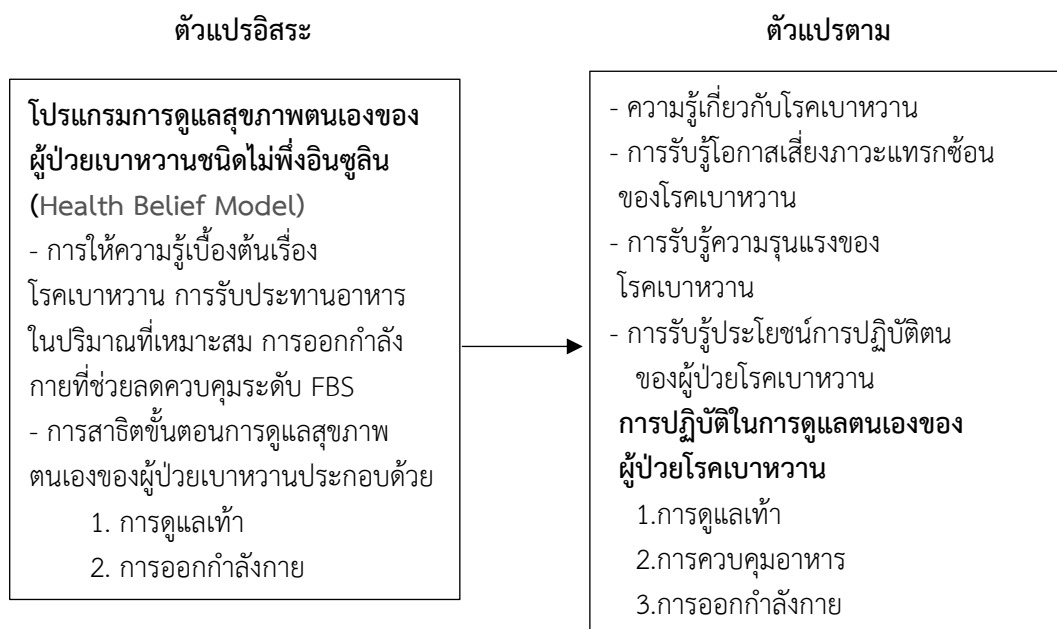 ตัวแปรอิสระ
โปรแกรมการดูแลสุขภาพตนเองของ
ผู้ป่วยเบาหวานชนิดไม่พึ่งอินซูลิน
(Health Belief Model)
- การให้ความรู้เบื้องต้นเรื่อง
โรคเบาหวาน การรับประทานอาหาร
ในปริมาณที่เหมาะสม การออกกำลัง
กายที่ช่วยลดควบคุมระดับ FBS
- การสาธิตขั้นตอนการดูแลสุขภาพ
ตนเองของผู้ป่วยเบาหวานประกอบด้วย
1. การดูแลเท้า
2. การออกกำลังกาย
ตัวแปรตาม
- ความรู้เกี่ยวกับโรคเบาหวาน
- การรับรู้โอกาสเสี่ยงภาวะแทรกซ้อน
ของโรคเบาหวาน
- การรับรู้ความรุนแรงของ
โรคเบาหวาน
- การรับรู้ประโยชน์การปฏิบัติตน
ของผู้ป่วยโรคเบาหวาน
การปฏิบัติในการดูแลตนเองของ
ผู้ป่วยโรคเบาหวาน
1.การดูแลเท้า
2.การควบคุมอาหาร
3.การออกกำลังกาย